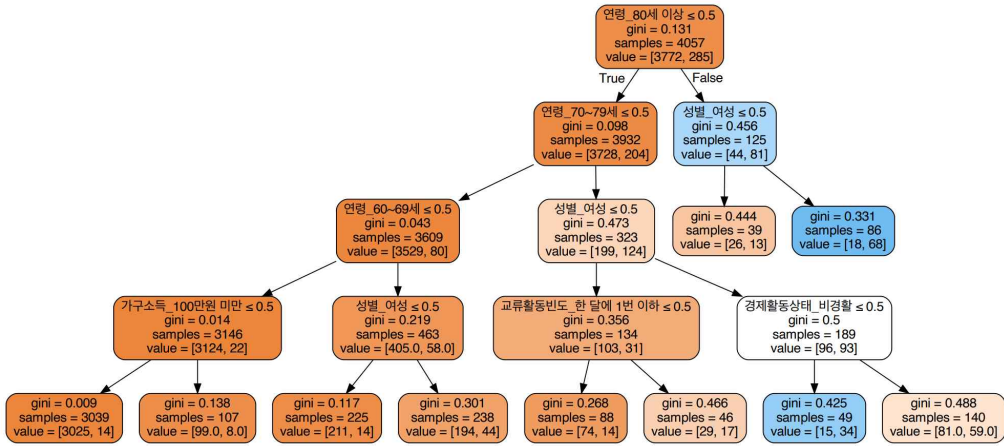 연령_80세 이상 ≤ 0.5
gini = 0.131
samples = 4057
value = [3772, 285]
True
False
연령_70~79세 ≤ 0.5
gini = 0.098
samples = 3932
value = [3728, 204]
성별_여성 ≤ 0.5
gini = 0.456
samples = 125
value = [44, 81]
연령_60~69세 ≤ 0.5
gini = 0.043
samples = 3609
value = [3529, 80]
성별_여성 ≤ 0.5
gini = 0.473
samples = 323
value = [199, 124]
gini = 0.444
samples = 39
value = [26, 13]
gini = 0.331
samples = 86
value = [18, 68]
가구소득_100만원 미만 ≤ 0.5
gini = 0.014
samples = 3146
value = [3124, 22]
성별_여성 ≤ 0.5
gini = 0.219
samples = 463
value = [405.0, 58.0]
교류활동빈도_한 달에 1번 이하 ≤ 0.5
gini = 0.356
samples = 134
value = [103, 31]
경제활동상태_비경활 ≤ 0.5
gini = 0.5
samples = 189
value = [96, 93]
gini = 0.009
samples = 3039
value = [3025, 14]
gini = 0.138
samples = 107
value = [99.0, 8.0]
gini = 0.117
samples = 225
value = [211, 14]
gini = 0.301
samples = 238
value = [194, 44]
gini = 0.268
samples = 88
value = [74, 14]
gini = 0.466
samples = 46
value = [29, 17]
gini = 0.425
samples = 49
value = [15, 34]
gini = 0.488
samples = 140
value = [81.0, 59.0]